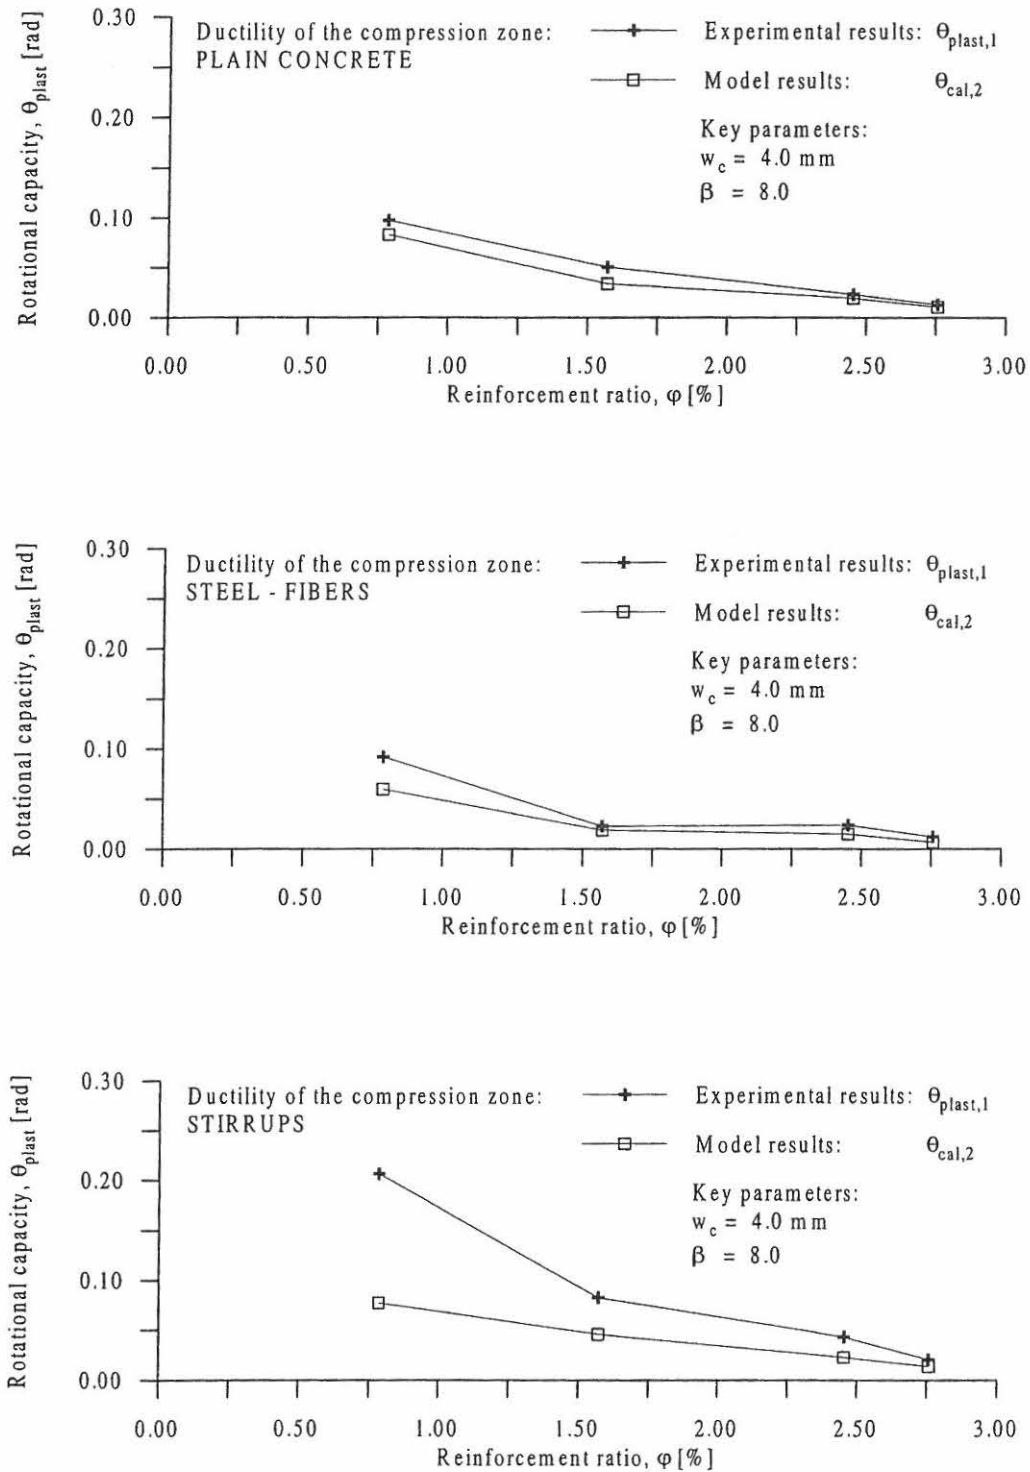 Rotational capacity, θplast [rad]
0.30
0.20
0.10
0.00
Ductility of the compression zone:
PLAIN CONCRETE
Experimental results: θplast,1
Model results: θcal,2
Key parameters:
wc = 4.0 mm
β = 8.0
0.00 0.50 1.00 1.50 2.00 2.50 3.00
Reinforcement ratio, φ [%]
Rotational capacity, θplast [rad]
0.30
0.20
0.10
0.00
Ductility of the compression zone:
STEEL - FIBERS
Experimental results: θplast,1
Model results: θcal,2
Key parameters:
wc = 4.0 mm
β = 8.0
0.00 0.50 1.00 1.50 2.00 2.50 3.00
Reinforcement ratio, φ [%]
Rotational capacity, θplast [rad]
0.30
0.20
0.10
0.00
Ductility of the compression zone:
STIRRUPS
Experimental results: θplast,1
Model results: θcal,2
Key parameters:
wc = 4.0 mm
β = 8.0
0.00 0.50 1.00 1.50 2.00 2.50 3.00
Reinforcement ratio, φ [%]